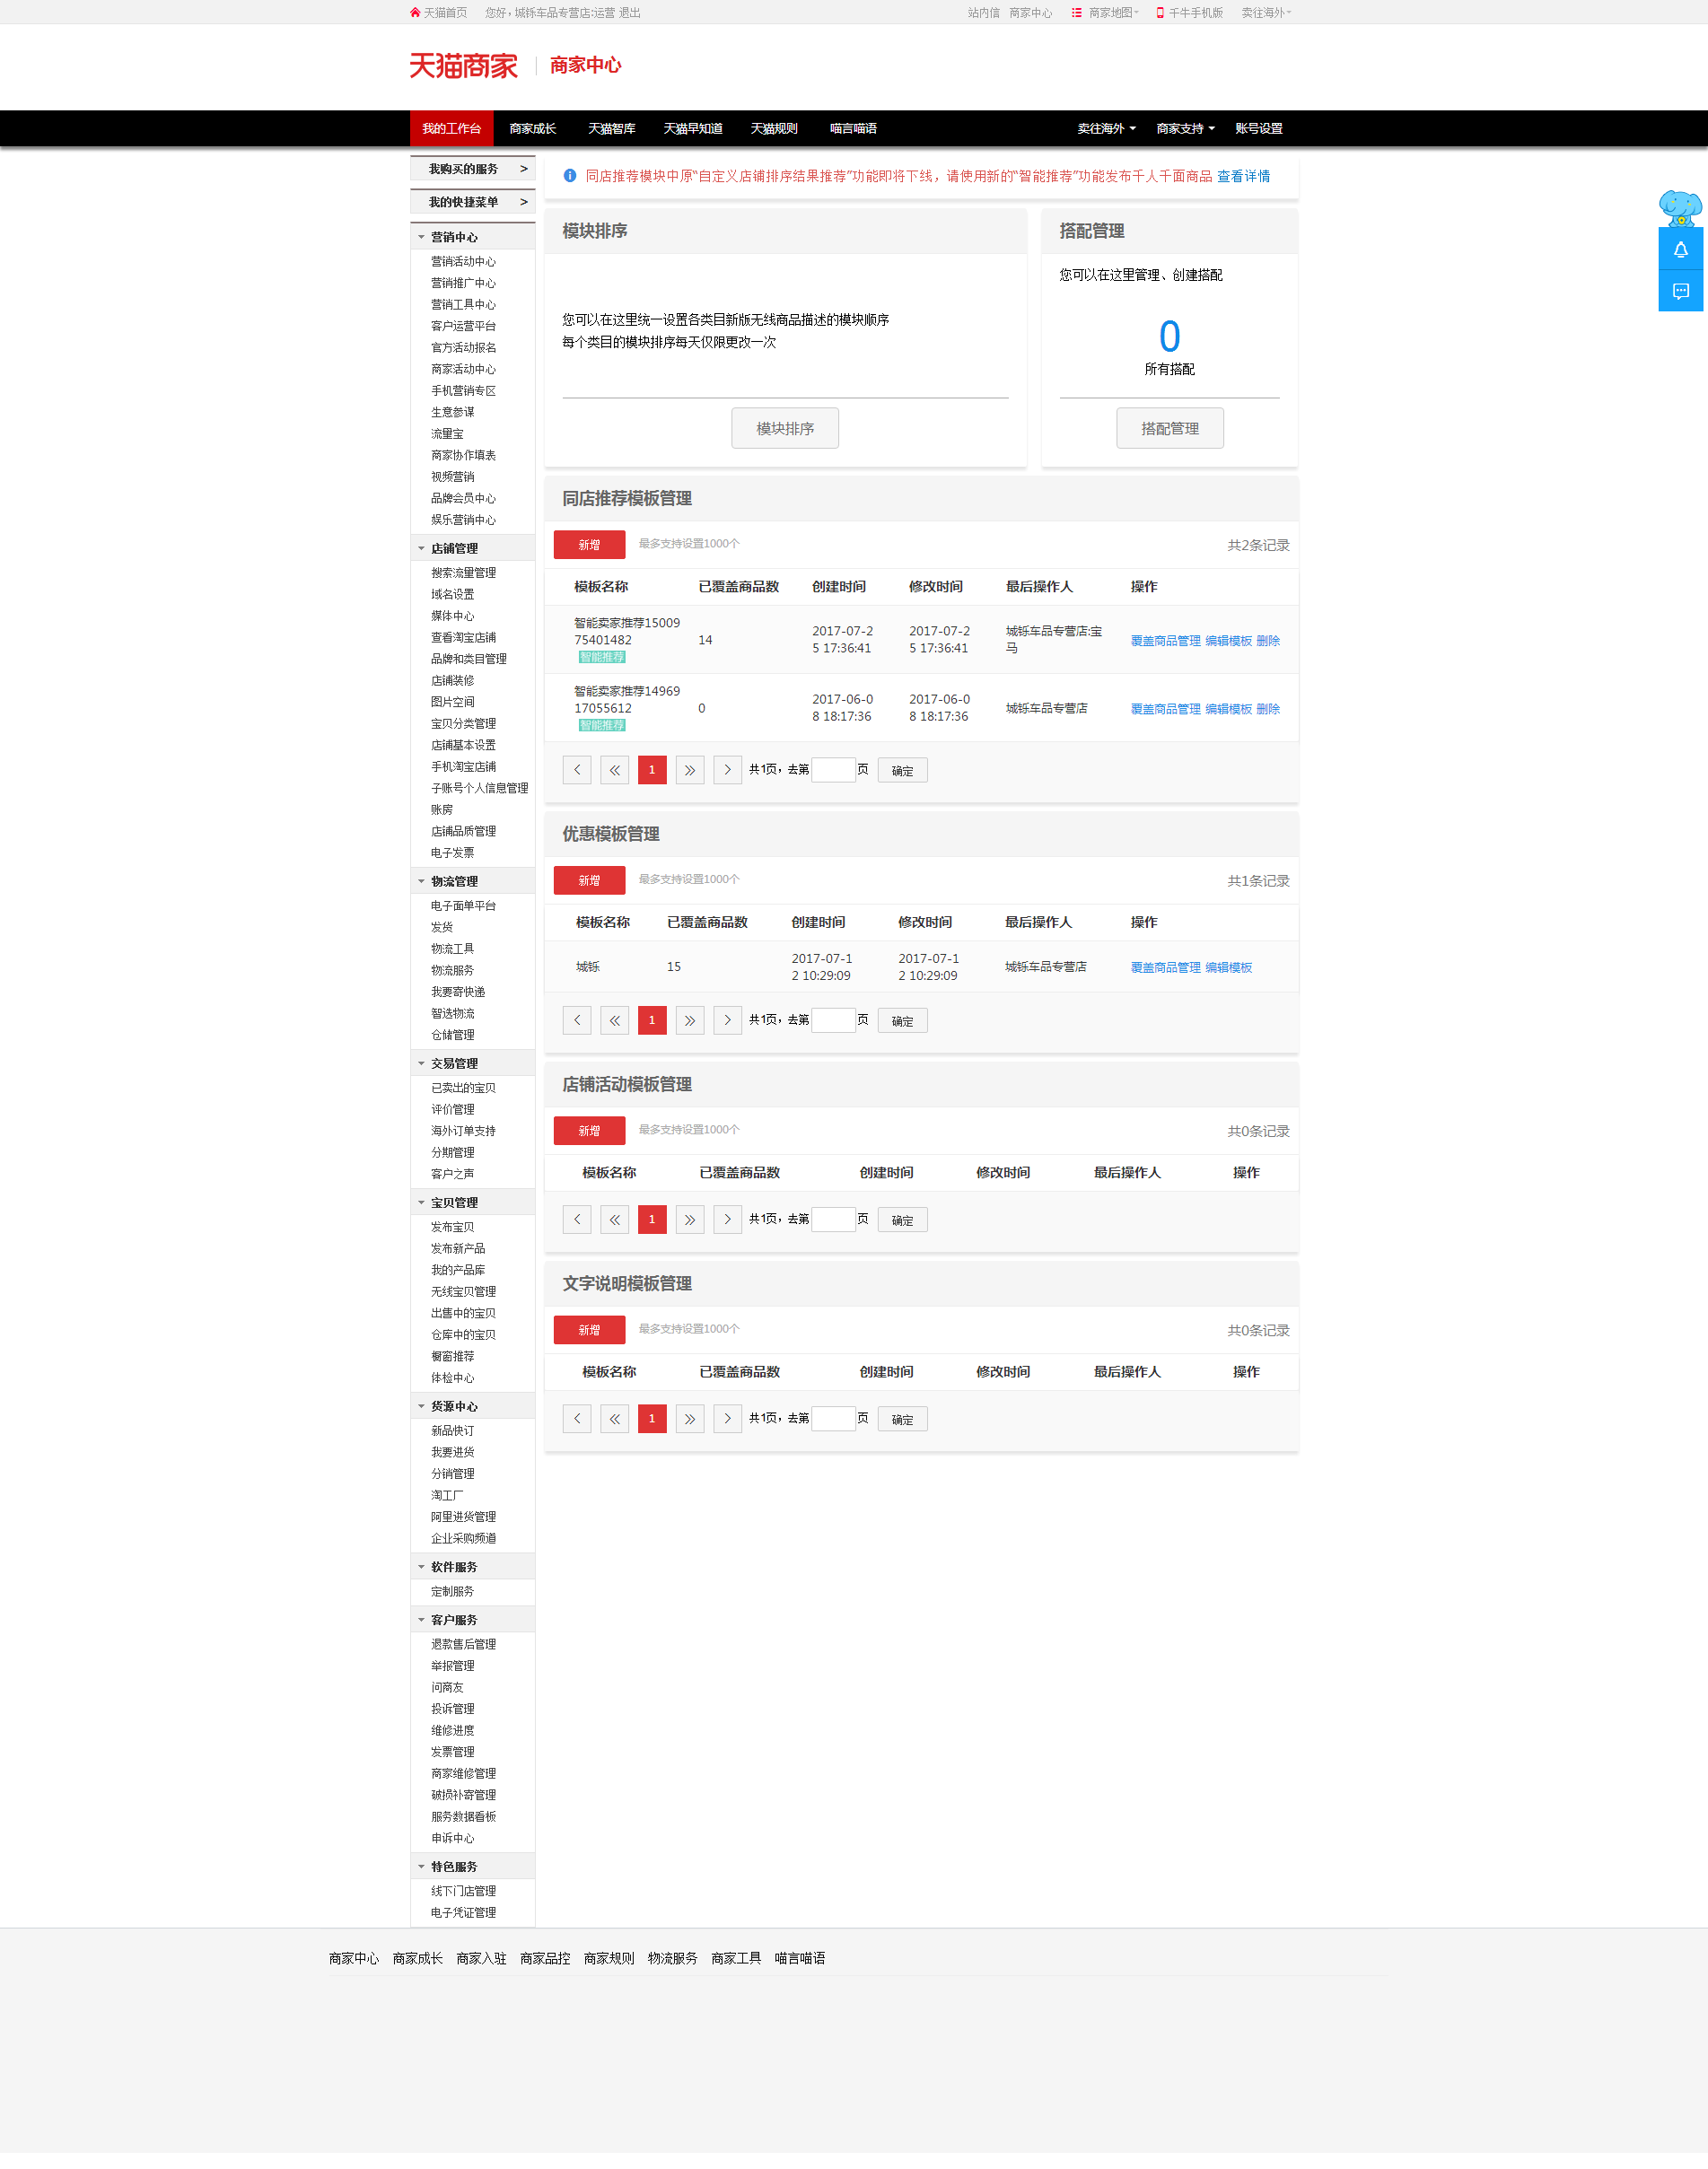 天猫首页 您好，城铄车品专营店:运营 退出 站内信 商家中心 商家地图 千牛手机版 卖往海外
天猫商家 商家中心
我的工作台 商家成长 天猫智库 天猫早知道 天猫规则 喵言喵语 卖往海外 商家支持 账号设置
我购买的服务 >
我的快捷菜单 >
营销中心
营销活动中心
营销推广中心
营销工具中心
客户运营平台
官方活动报名
商家活动中心
手机营销专区
生意参谋
流量宝
商家协作填表
视频营销
品牌会员中心
娱乐营销中心
店铺管理
搜索流量管理
域名设置
媒体中心
查看淘宝店铺
品牌和类目管理
店铺装修
图片空间
宝贝分类管理
店铺基本设置
手机淘宝店铺
子账号个人信息管理
账房
店铺品质管理
电子发票
物流管理
电子面单平台
发货
物流工具
物流服务
我要寄快递
智选物流
仓储管理
交易管理
已卖出的宝贝
评价管理
海外订单支持
分期管理
客户之声
宝贝管理
发布宝贝
发布新产品
我的产品库
无线宝贝管理
出售中的宝贝
仓库中的宝贝
橱窗推荐
体检中心
货源中心
新品快订
我要进货
分销管理
淘工厂
阿里进货管理
企业采购频道
软件服务
定制服务
客户服务
退款售后管理
举报管理
问商友
投诉管理
维修进度
发票管理
商家维修管理
破损补寄管理
服务数据看板
申诉中心
特色服务
线下门店管理
电子凭证管理
同店推荐模块中原“自定义店铺排序结果推荐”功能即将下线，请使用新的“智能推荐”功能发布千人千面商品 查看详情
模块排序
您可以在这里统一设置各类目新版无线商品描述的模块顺序
每个类目的模块排序每天仅限更改一次
模块排序
搭配管理
您可以在这里管理、创建搭配
0
所有搭配
搭配管理
同店推荐模板管理
新增 最多支持设置1000个 共2条记录
模板名称 已覆盖商品数 创建时间 修改时间 最后操作人 操作
智能卖家推荐15009
75401482
智能推荐
14
2017-07-2
5 17:36:41
2017-07-2
5 17:36:41
城铄车品专营店:宝
马
覆盖商品管理 编辑模板 删除
智能卖家推荐14969
17055612
智能推荐
0
2017-06-0
8 18:17:36
2017-06-0
8 18:17:36
城铄车品专营店
覆盖商品管理 编辑模板 删除
1 共1页，去第 页 确定
优惠模板管理
新增 最多支持设置1000个 共1条记录
模板名称 已覆盖商品数 创建时间 修改时间 最后操作人 操作
城铄
15
2017-07-1
2 10:29:09
2017-07-1
2 10:29:09
城铄车品专营店
覆盖商品管理 编辑模板
1 共1页，去第 页 确定
店铺活动模板管理
新增 最多支持设置1000个 共0条记录
模板名称 已覆盖商品数 创建时间 修改时间 最后操作人 操作
1 共1页，去第 页 确定
文字说明模板管理
新增 最多支持设置1000个 共0条记录
模板名称 已覆盖商品数 创建时间 修改时间 最后操作人 操作
1 共1页，去第 页 确定
商家中心 商家成长 商家入驻 商家品控 商家规则 物流服务 商家工具 喵言喵语